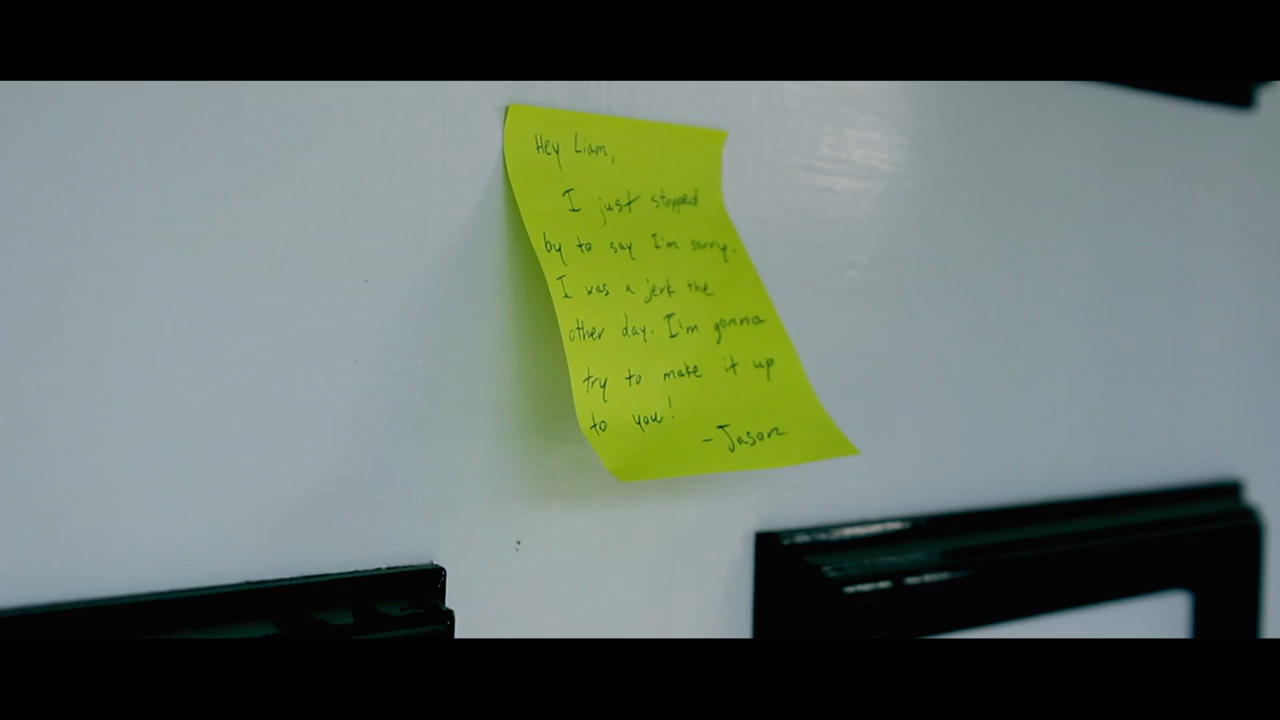 Hey Liam,
I just stopped
by to say I'm sorry.
I was a jerk the
other day. I'm gonna
try to make it up
to you!
-Jason